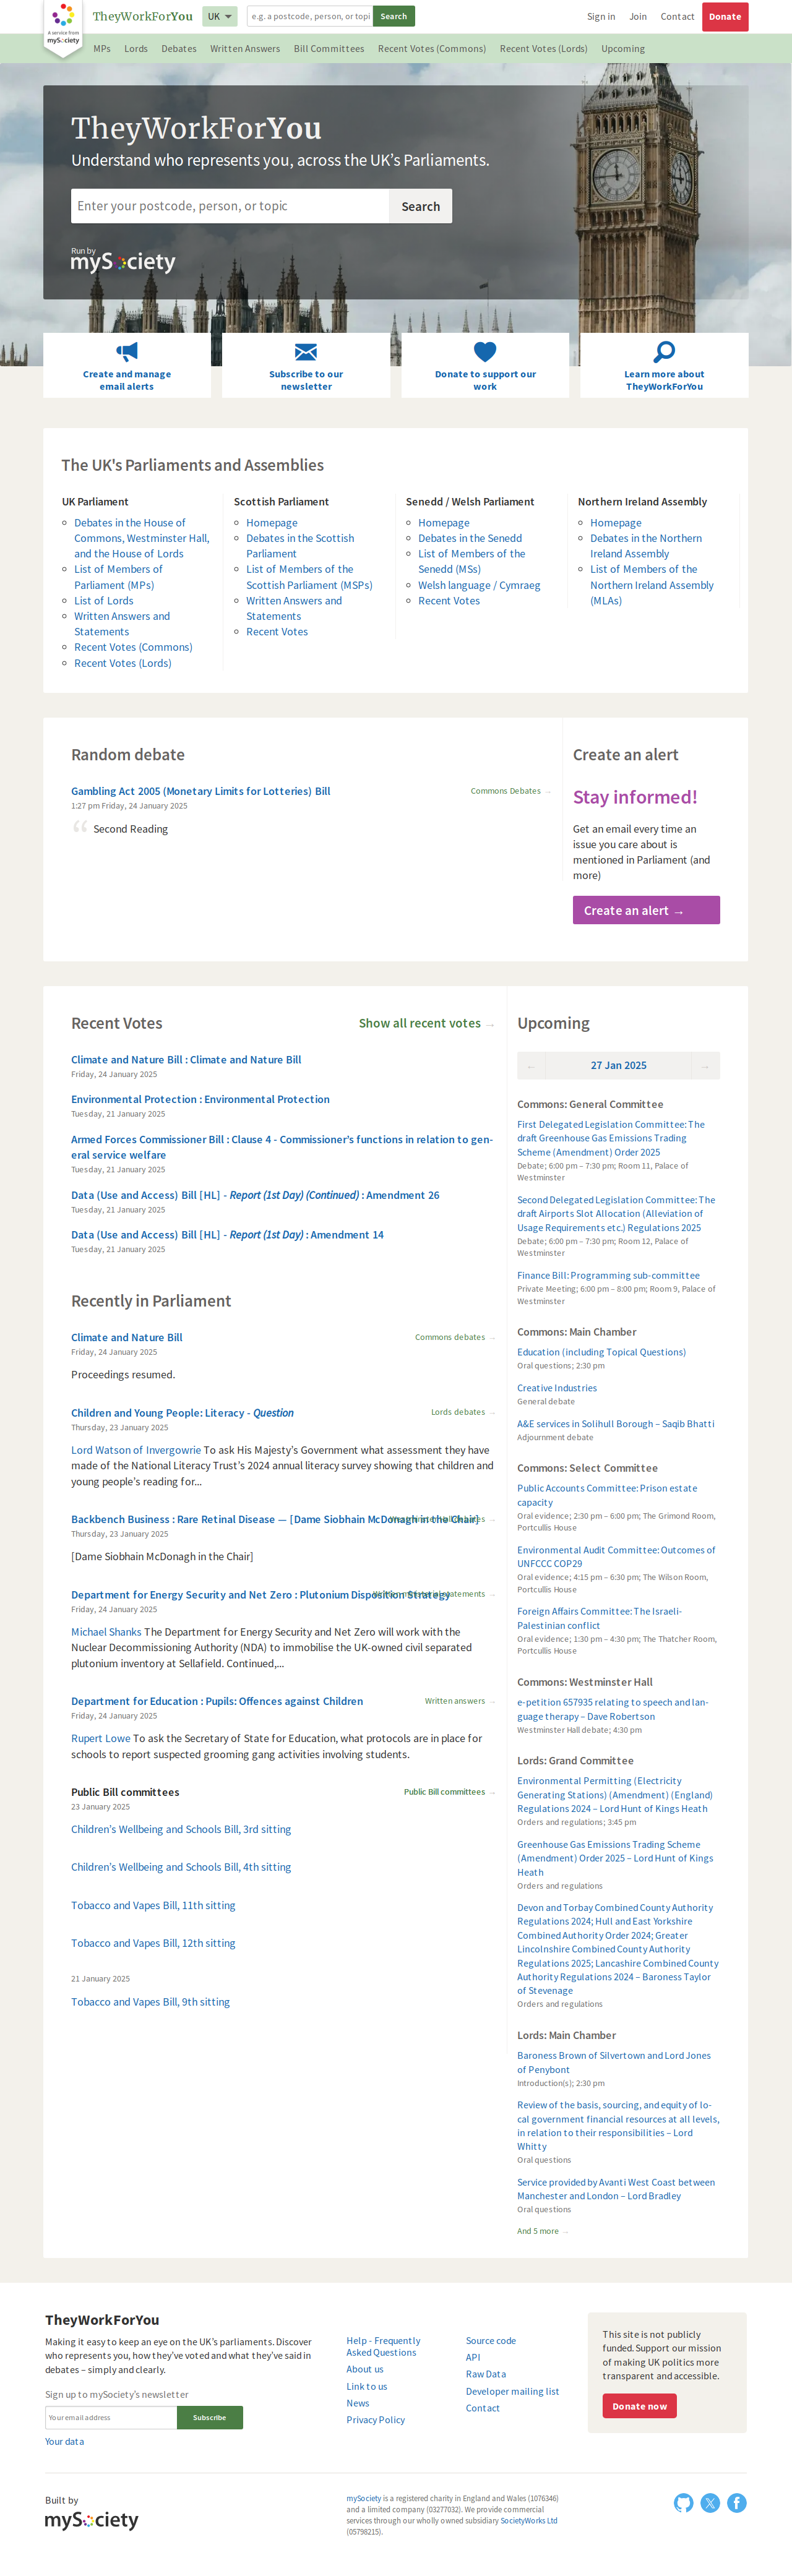 TheyWorkForYou
UK
e.g. a postcode, person, or topi
Search
Sign in
Join
Contact
Donate
A service from
mySociety
MPs
Lords
Debates
Written Answers
Bill Committees
Recent Votes (Commons)
Recent Votes (Lords)
Upcoming
TheyWorkForYou
Understand who represents you, across the UK's Parliaments.
Enter your postcode, person, or topic
Search
Run by
mySociety
Create and manage
email alerts
Subscribe to our
newsletter
Donate to support our
work
Learn more about
TheyWorkForYou
The UK's Parliaments and Assemblies
UK Parliament
Debates in the House of
Commons, Westminster Hall,
and the House of Lords
List of Members of
Parliament (MPs)
List of Lords
Written Answers and
Statements
Recent Votes (Commons)
Recent Votes (Lords)
Scottish Parliament
Homepage
Debates in the Scottish
Parliament
List of Members of the
Scottish Parliament (MSPs)
Written Answers and
Statements
Recent Votes
Senedd / Welsh Parliament
Homepage
Debates in the Senedd
List of Members of the
Senedd (MSs)
Welsh language / Cymraeg
Recent Votes
Northern Ireland Assembly
Homepage
Debates in the Northern
Ireland Assembly
List of Members of the
Northern Ireland Assembly
(MLAs)
Random debate
Gambling Act 2005 (Monetary Limits for Lotteries) Bill
Commons Debates →
1:27 pm Friday, 24 January 2025
“ Second Reading
Create an alert
Stay informed!
Get an email every time an
issue you care about is
mentioned in Parliament (and
more)
Create an alert →
Recent Votes
Show all recent votes →
Climate and Nature Bill : Climate and Nature Bill
Friday, 24 January 2025
Environmental Protection : Environmental Protection
Tuesday, 21 January 2025
Armed Forces Commissioner Bill : Clause 4 - Commissioner's functions in relation to gen-
eral service welfare
Tuesday, 21 January 2025
Data (Use and Access) Bill [HL] - Report (1st Day) (Continued) : Amendment 26
Tuesday, 21 January 2025
Data (Use and Access) Bill [HL] - Report (1st Day) : Amendment 14
Tuesday, 21 January 2025
Recently in Parliament
Climate and Nature Bill
Commons debates →
Friday, 24 January 2025
Proceedings resumed.
Children and Young People: Literacy - Question
Lords debates →
Thursday, 23 January 2025
Lord Watson of Invergowrie To ask His Majesty's Government what assessment they have
made of the National Literacy Trust's 2024 annual literacy survey showing that children and
young people's reading for...
Backbench Business : Rare Retinal Disease — [Dame Siobhain McDonagh in the Chair]
Thursday, 23 January 2025
[Dame Siobhain McDonagh in the Chair]
Department for Energy Security and Net Zero : Plutonium Disposition Strategy
Friday, 24 January 2025
Michael Shanks The Department for Energy Security and Net Zero will work with the
Nuclear Decommissioning Authority (NDA) to immobilise the UK-owned civil separated
plutonium inventory at Sellafield. Continued,...
Department for Education : Pupils: Offences against Children
Written answers →
Friday, 24 January 2025
Rupert Lowe To ask the Secretary of State for Education, what protocols are in place for
schools to report suspected grooming gang activities involving students.
Public Bill committees
Public Bill committees →
23 January 2025
Children's Wellbeing and Schools Bill, 3rd sitting
Children's Wellbeing and Schools Bill, 4th sitting
Tobacco and Vapes Bill, 11th sitting
Tobacco and Vapes Bill, 12th sitting
21 January 2025
Tobacco and Vapes Bill, 9th sitting
Upcoming
← 27 Jan 2025 →
Commons: General Committee
First Delegated Legislation Committee: The
draft Greenhouse Gas Emissions Trading
Scheme (Amendment) Order 2025
Debate; 6:00 pm – 7:30 pm; Room 11, Palace of
Westminster
Second Delegated Legislation Committee: The
draft Airports Slot Allocation (Alleviation of
Usage Requirements etc.) Regulations 2025
Debate; 6:00 pm – 7:30 pm; Room 12, Palace of
Westminster
Finance Bill: Programming sub-committee
Private Meeting; 6:00 pm – 8:00 pm; Room 9, Palace of
Westminster
Commons: Main Chamber
Education (including Topical Questions)
Oral questions; 2:30 pm
Creative Industries
General debate
A&E services in Solihull Borough – Saqib Bhatti
Adjournment debate
Commons: Select Committee
Public Accounts Committee: Prison estate
capacity
Oral evidence; 2:30 pm – 6:00 pm; The Grimond Room,
Portcullis House
Environmental Audit Committee: Outcomes of
UNFCCC COP29
Oral evidence; 4:15 pm – 6:30 pm; The Wilson Room,
Portcullis House
Foreign Affairs Committee: The Israeli-
Palestinian conflict
Oral evidence; 1:30 pm – 4:30 pm; The Thatcher Room,
Portcullis House
Commons: Westminster Hall
e-petition 657935 relating to speech and lan-
guage therapy – Dave Robertson
Westminster Hall debate; 4:30 pm
Lords: Grand Committee
Environmental Permitting (Electricity
Generating Stations) (Amendment) (England)
Regulations 2024 – Lord Hunt of Kings Heath
Orders and regulations; 3:45 pm
Greenhouse Gas Emissions Trading Scheme
(Amendment) Order 2025 – Lord Hunt of Kings
Heath
Orders and regulations
Devon and Torbay Combined County Authority
Regulations 2024; Hull and East Yorkshire
Combined Authority Order 2024; Greater
Lincolnshire Combined County Authority
Regulations 2025; Lancashire Combined County
Authority Regulations 2024 – Baroness Taylor
of Stevenage
Orders and regulations
Lords: Main Chamber
Baroness Brown of Silvertown and Lord Jones
of Penybont
Introduction(s); 2:30 pm
Review of the basis, sourcing, and equity of lo-
cal government financial resources at all levels,
in relation to their responsibilities – Lord
Whitty
Oral questions
Service provided by Avanti West Coast between
Manchester and London – Lord Bradley
Oral questions
And 5 more →
TheyWorkForYou
Making it easy to keep an eye on the UK's parliaments. Discover
who represents you, how they've voted and what they've said in
debates – simply and clearly.
Sign up to mySociety's newsletter
Your email address
Subscribe
Your data
Help - Frequently
Asked Questions
About us
Link to us
News
Privacy Policy
Source code
API
Raw Data
Developer mailing list
Contact
This site is not publicly
funded. Support our mission
of making UK politics more
transparent and accessible.
Donate now
Built by
mySociety
mySociety is a registered charity in England and Wales (1076346)
and a limited company (03277032). We provide commercial
services through our wholly owned subsidiary SocietyWorks Ltd
(05798215).